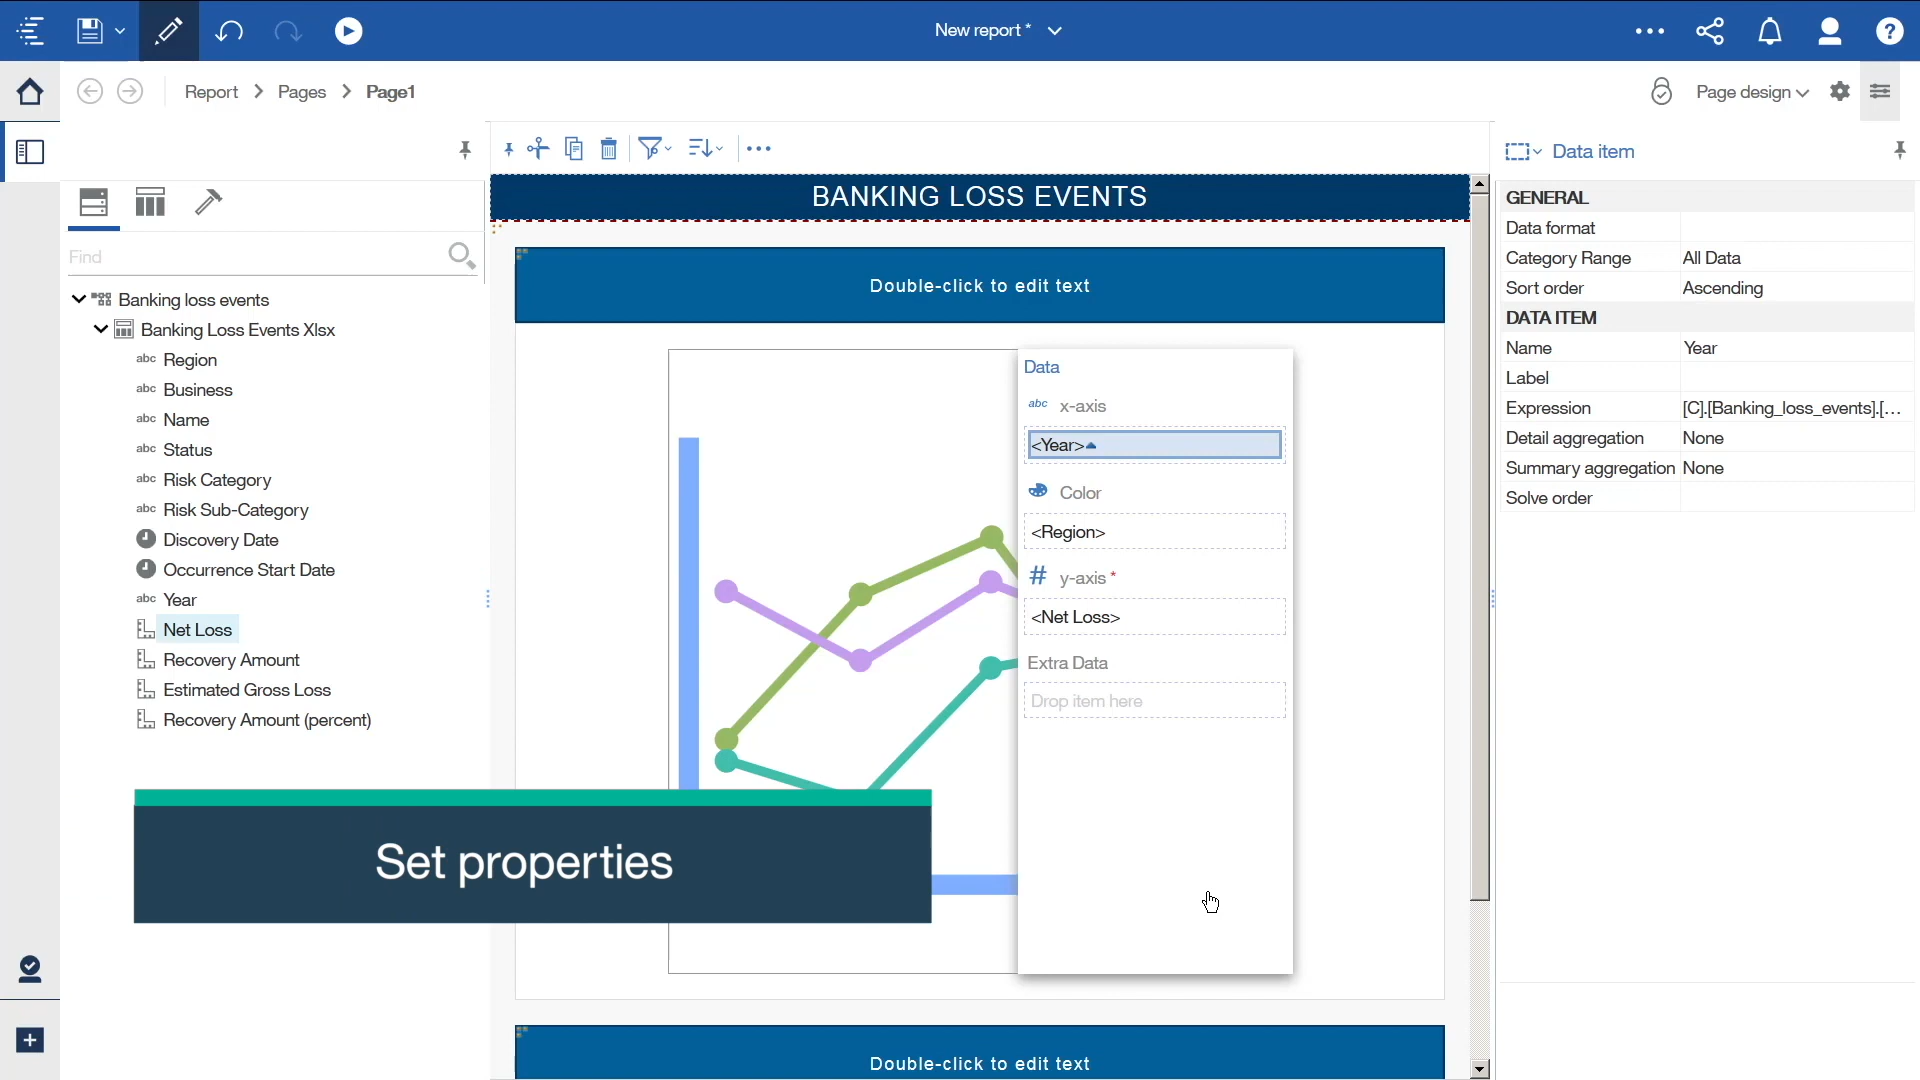 New report *
Report > Pages > Page1
Page design
Find
Banking loss events
Banking Loss Events Xlsx
abc Region
abc Business
abc Name
abc Status
abc Risk Category
abc Risk Sub-Category
Discovery Date
Occurrence Start Date
abc Year
Net Loss
Recovery Amount
Estimated Gross Loss
Recovery Amount (percent)
BANKING LOSS EVENTS
Double-click to edit text
Data
abc x-axis
<Year>
Color
<Region>
# y-axis *
<Net Loss>
Extra Data
Drop item here
Set properties
Double-click to edit text
Data item
GENERAL
Data format
Category Range All Data
Sort order Ascending
DATA ITEM
Name Year
Label
Expression [C].[Banking_loss_events].[...
Detail aggregation None
Summary aggregation None
Solve order